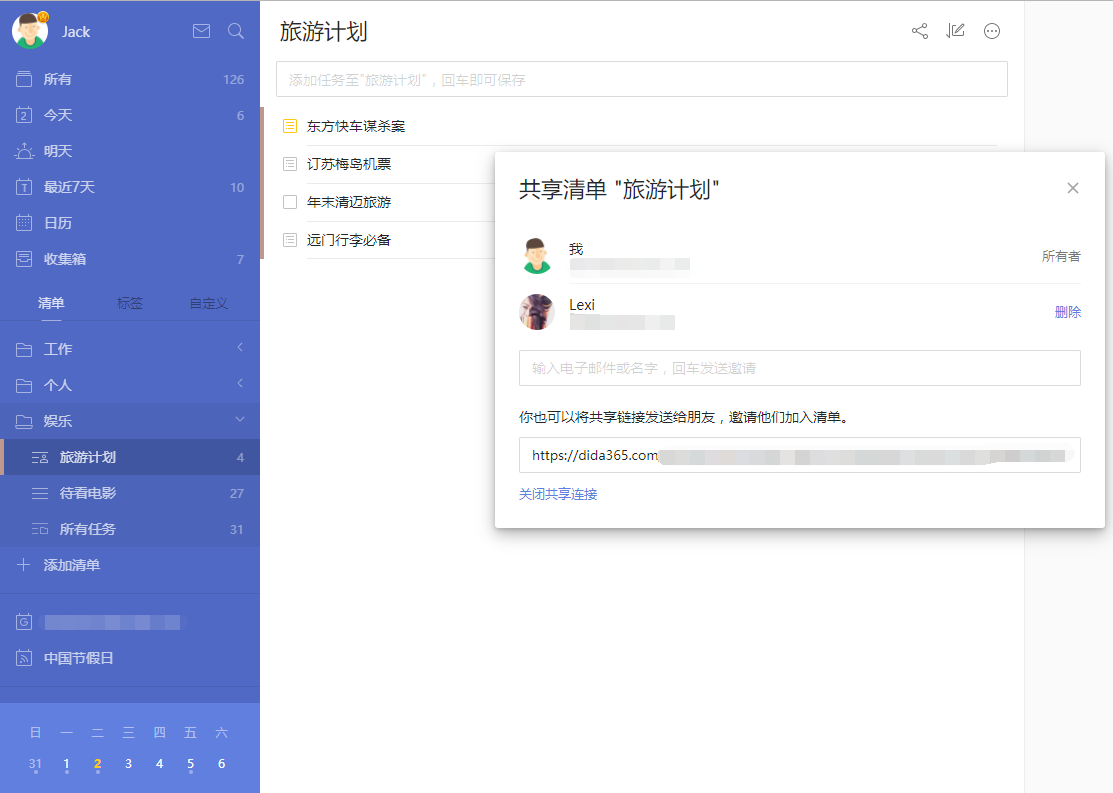 Jack
所有 126
2 今天 6
明天
T 最近7天 10
日历
收集箱 7
清单 标签 自定义
工作
个人
娱乐
旅游计划 4
待看电影 27
所有任务 31
添加清单
G
中国节假日
日 一 二 三 四 五 六
31 1 2 3 4 5 6
旅游计划
添加任务至"旅游计划"，回车即可保存
东方快车谋杀案
订苏梅岛机票
年末清迈旅游
远门行李必备
共享清单 "旅游计划"
我
所有者
Lexi
删除
输入电子邮件或名字，回车发送邀请
你也可以将共享链接发送给朋友，邀请他们加入清单。
https://dida365.com
关闭共享连接